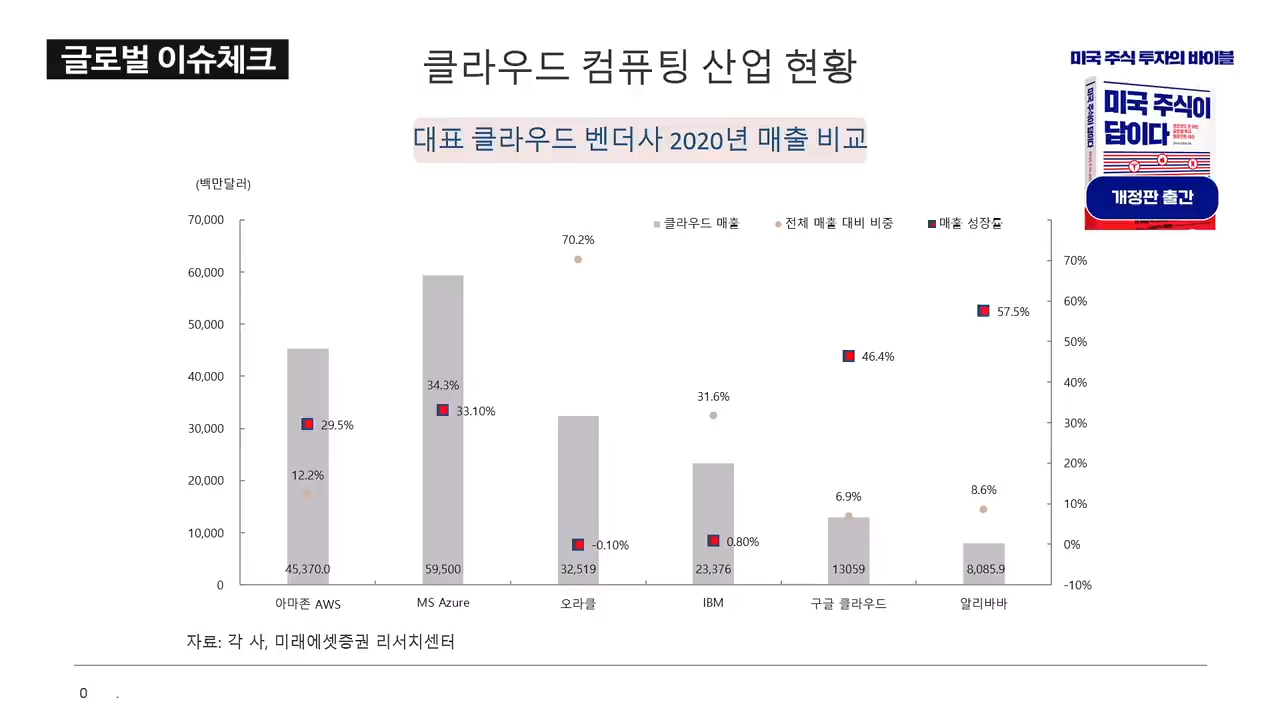 글로벌 이슈체크
클라우드 컴퓨팅 산업 현황
미국 주식 투자의 바이블
미국 주식이
답이다
개정판 출간
대표 클라우드 벤더사 2020년 매출 비교
(백만달러)
클라우드 매출
전체 매출 대비 비중
매출 성장률
70,000
60,000
50,000
40,000
30,000
20,000
10,000
0
70%
60%
50%
40%
30%
20%
10%
0%
-10%
29.5%
12.2%
45,370.0
34.3%
33.10%
59,500
70.2%
-0.10%
32,519
31.6%
0.80%
23,376
46.4%
6.9%
13059
57.5%
8.6%
8,085.9
아마존 AWS
MS Azure
오라클
IBM
구글 클라우드
알리바바
자료: 각 사, 미래에셋증권 리서치센터
0 .